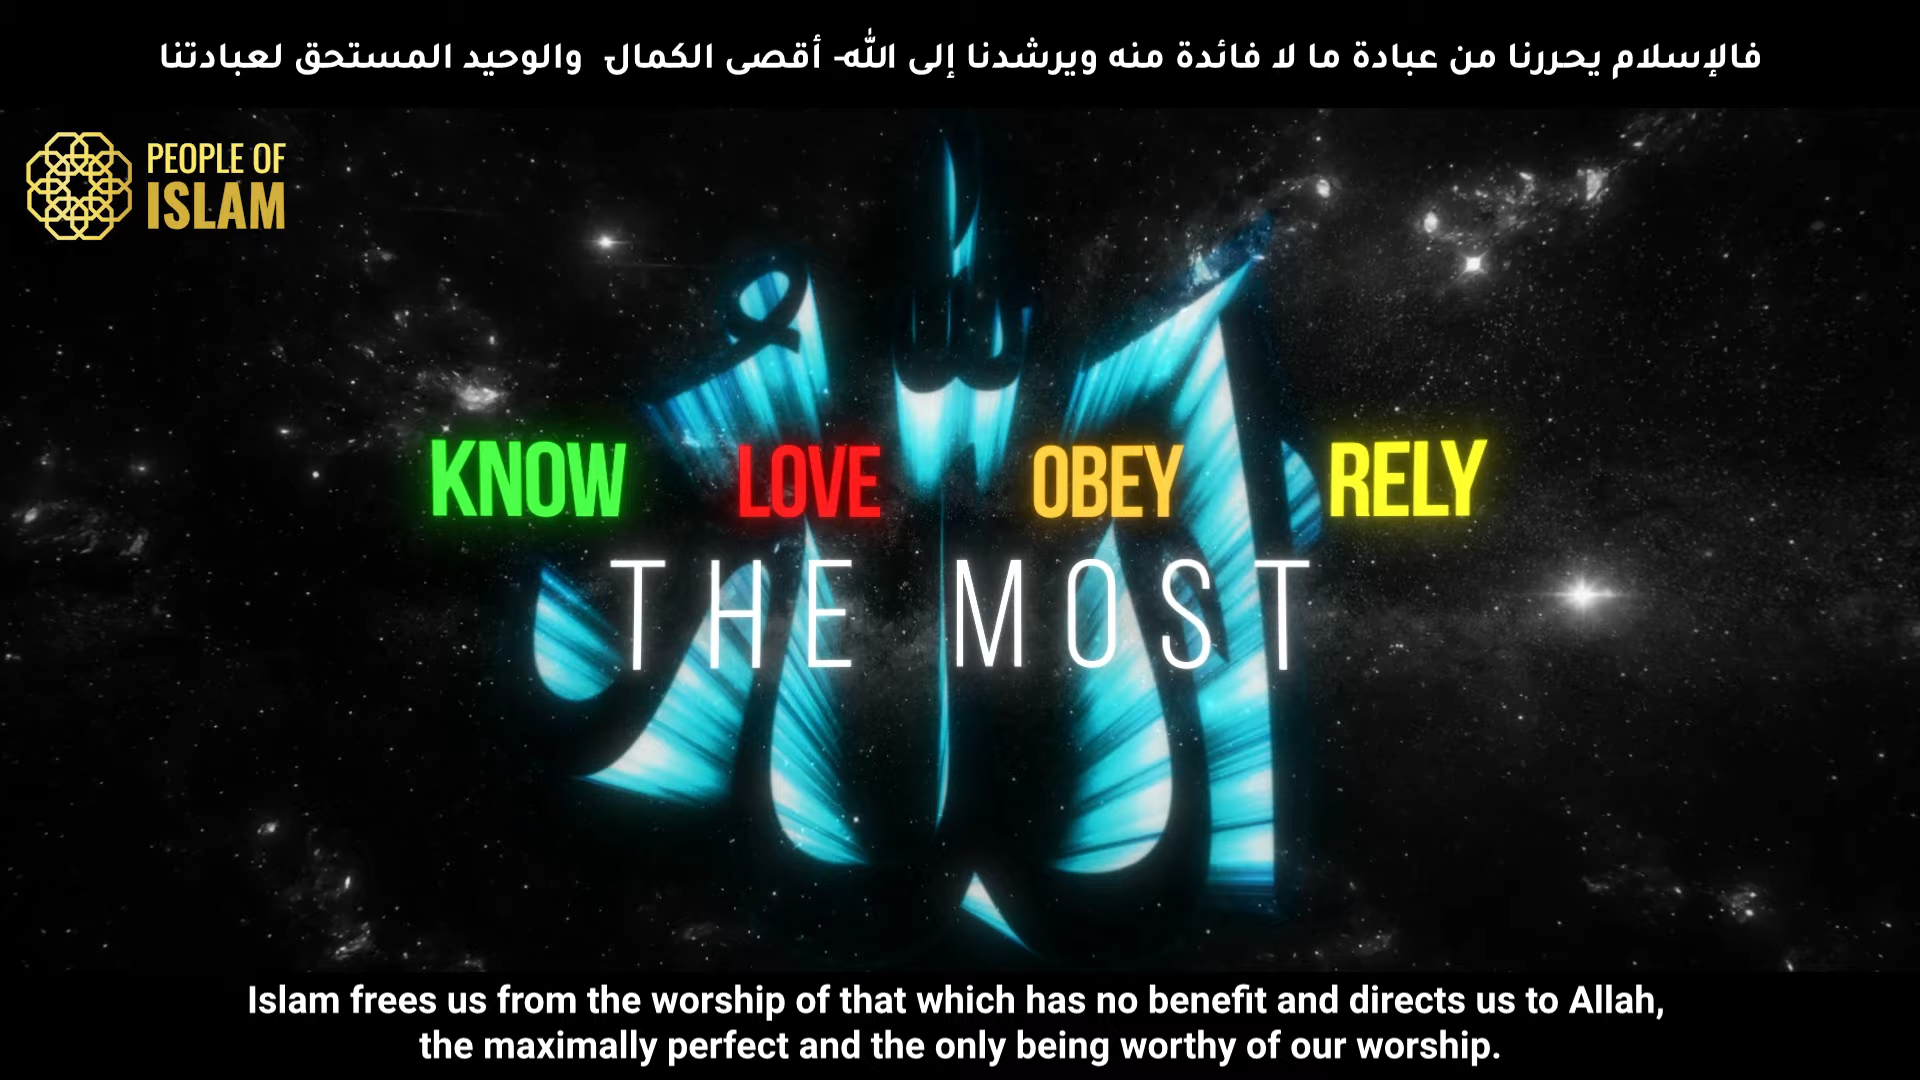 فالإسلام يحررنا من عبادة ما لا فائدة منه ويرشدنا إلى الله- أقصى الكمال- والوحيد المستحق لعبادتنا
PEOPLE OF
ISLAM
الله
KNOW LOVE OBEY RELY
THE MOST
Islam frees us from the worship of that which has no benefit and directs us to Allah,
the maximally perfect and the only being worthy of our worship.